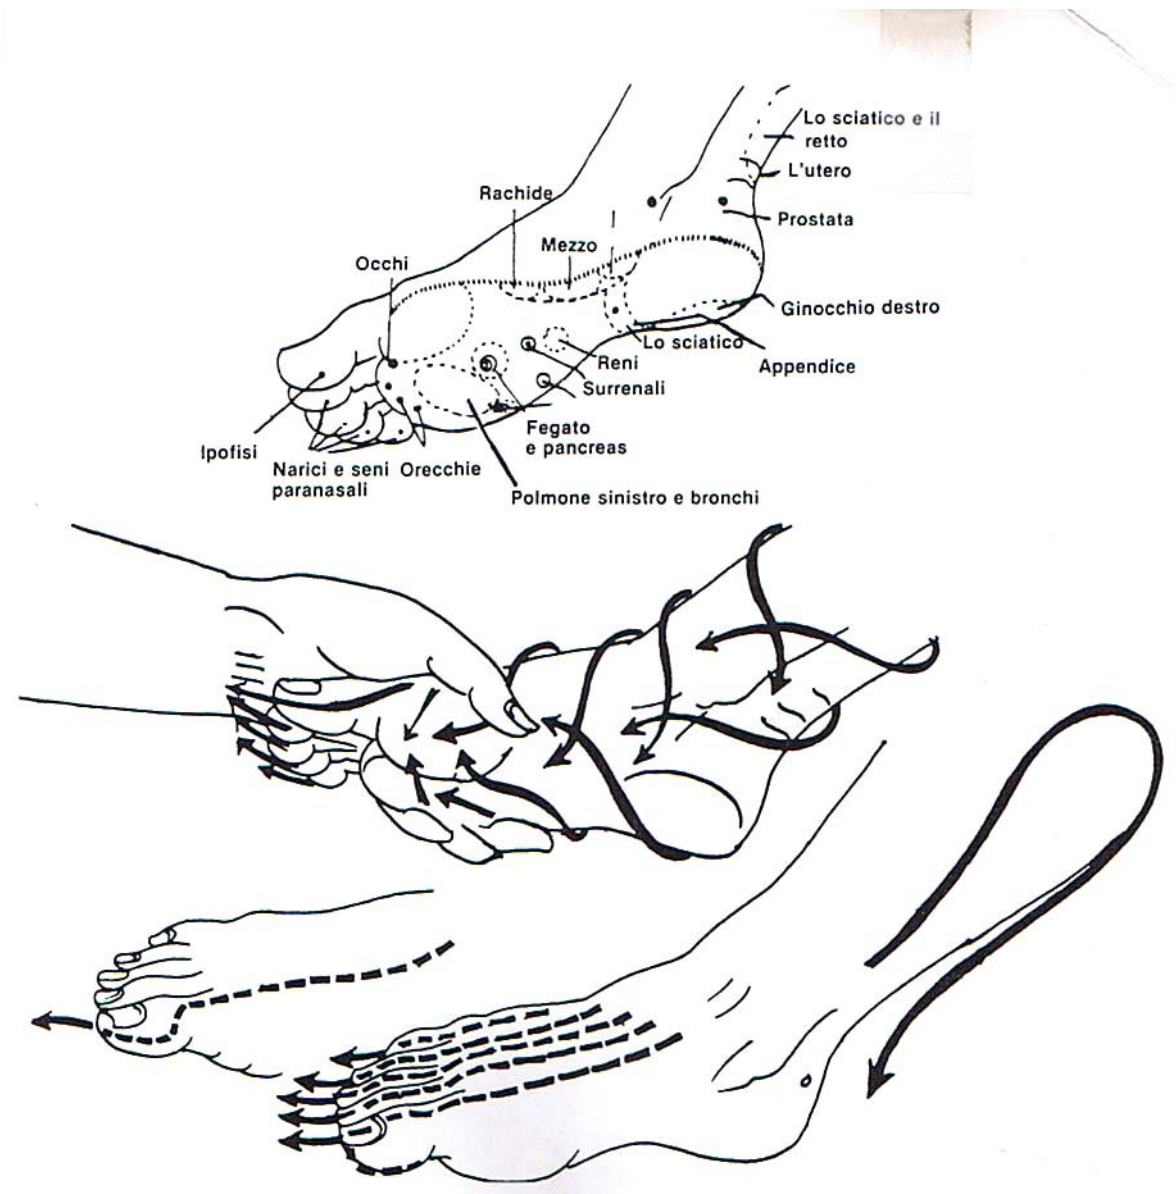 Lo sciatico e il
retto
L'utero
Rachide
Prostata
Mezzo
Occhi
Ginocchio destro
Lo sciatico
Reni
Appendice
Surrenali
Fegato
e pancreas
Ipofisi
Narici e seni
paranasali
Orecchie
Polmone sinistro e bronchi